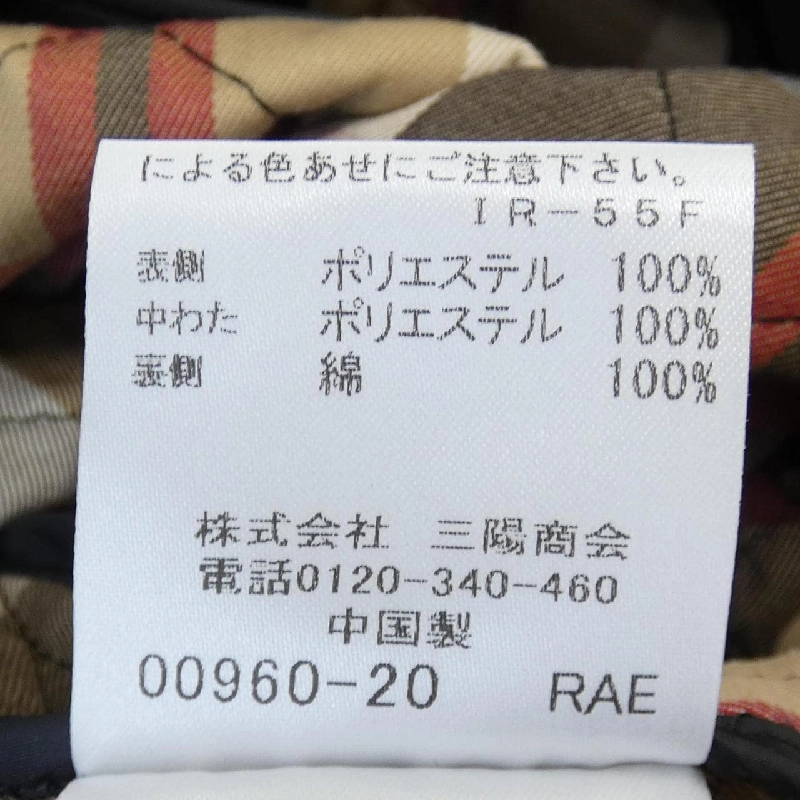 による色あせにご注意下さい。
IR-55F
表側 ポリエステル 100%
中わた ポリエステル 100%
裏側 綿 100%
株式会社 三陽商会
電話0120-340-460
中国製
00960-20 RAE